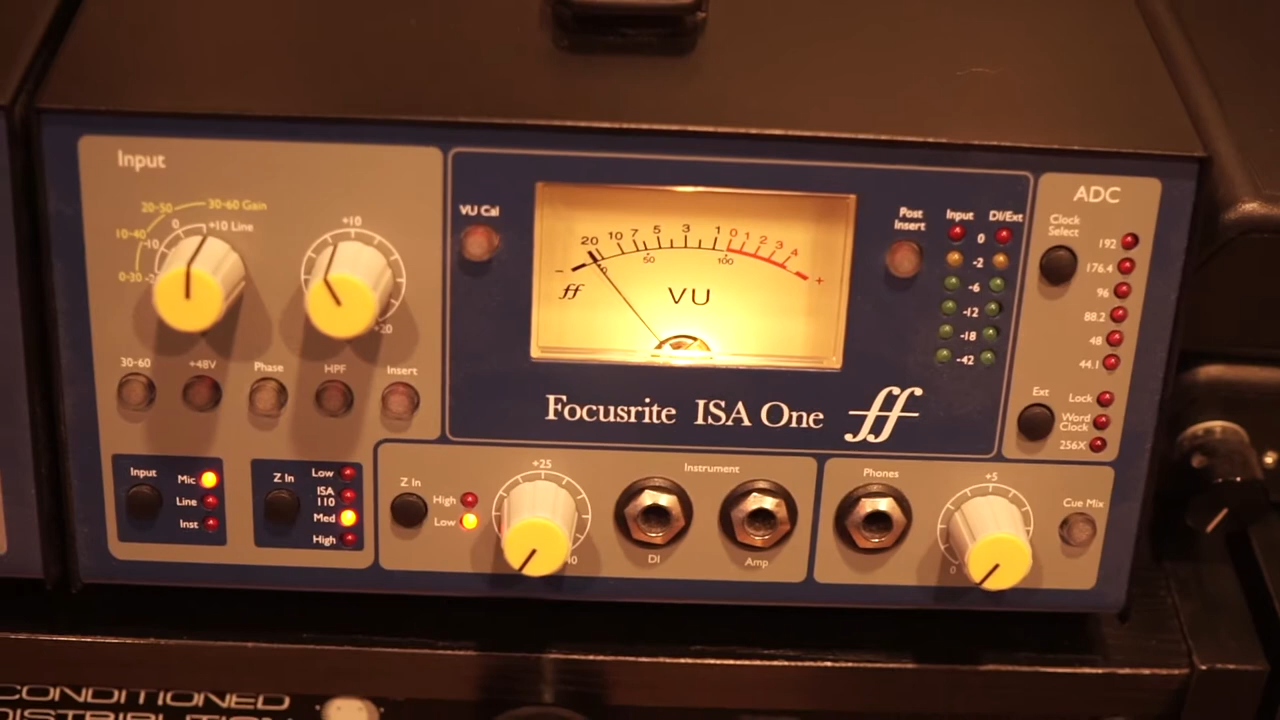 Input
20-50
30-60 Gain
10-40
0
+10 Line
-10
0-30
+10
+20
30-60
+48V
Phase
HPF
Insert
Input
Mic
Line
Inst
Z In
Low
ISA
110
Med
High
VU Cal
20 10 7 5 3 1 0 1 2 3 4
50 100
- +
ff
VU
Post
Insert
Input
DI/Ext
0
-2
-6
-12
-18
-42
Focusrite ISA One ff
ADC
Clock
Select
192
176.4
96
88.2
48
44.1
Ext
Lock
Word
Clock
256X
Z In
High
Low
+25
Instrument
DI
Amp
Phones
+5
0
Cue Mix
CONDITIONED
DISTRIBUTION